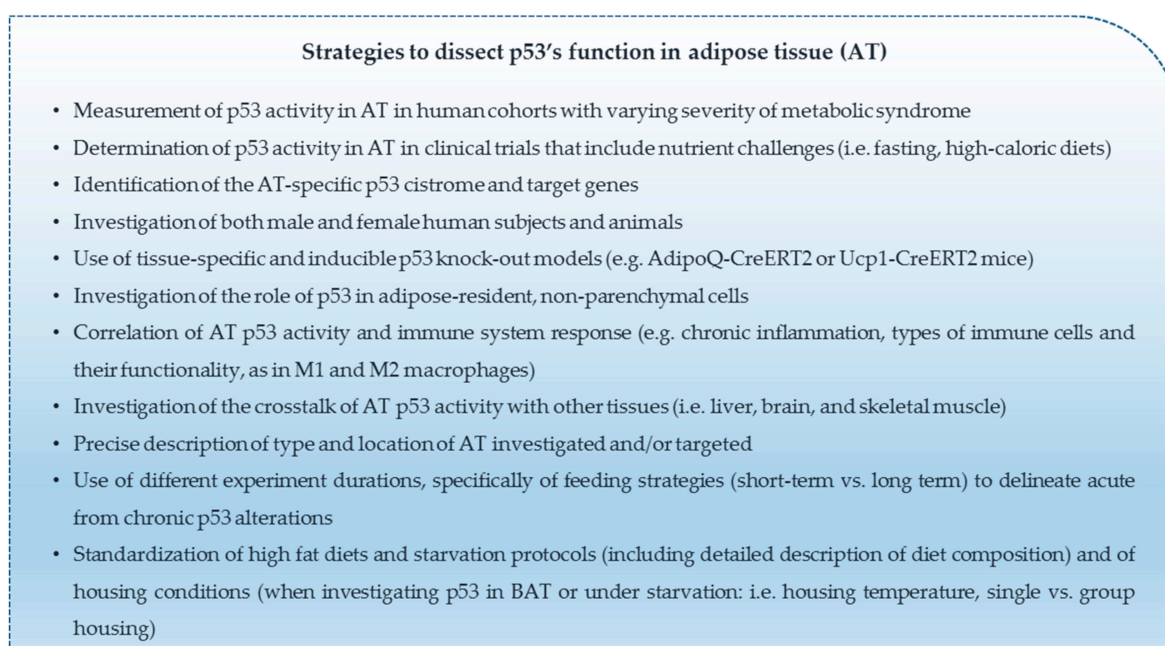 Strategies to dissect p53's function in adipose tissue (AT)
• Measurement of p53 activity in AT in human cohorts with varying severity of metabolic syndrome
• Determination of p53 activity in AT in clinical trials that include nutrient challenges (i.e. fasting, high-caloric diets)
• Identification of the AT-specific p53 cistrome and target genes
• Investigation of both male and female human subjects and animals
• Use of tissue-specific and inducible p53 knock-out models (e.g. AdipoQ-CreERT2 or Ucp1-CreERT2 mice)
• Investigation of the role of p53 in adipose-resident, non-parenchymal cells
• Correlation of AT p53 activity and immune system response (e.g. chronic inflammation, types of immune cells and
their functionality, as in M1 and M2 macrophages)
• Investigation of the crosstalk of AT p53 activity with other tissues (i.e. liver, brain, and skeletal muscle)
• Precise description of type and location of AT investigated and/or targeted
• Use of different experiment durations, specifically of feeding strategies (short-term vs. long term) to delineate acute
from chronic p53 alterations
• Standardization of high fat diets and starvation protocols (including detailed description of diet composition) and of
housing conditions (when investigating p53 in BAT or under starvation: i.e. housing temperature, single vs. group
housing)